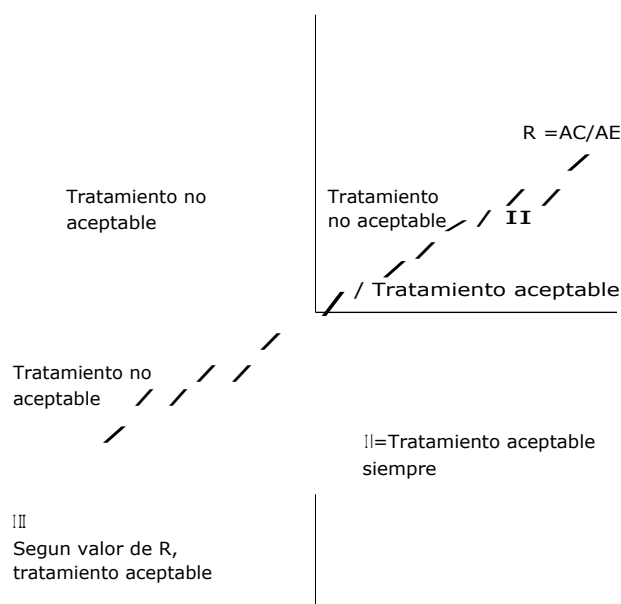 R =AC/AE
Tratamiento no
aceptable
Tratamiento
no aceptable
II
Tratamiento aceptable
Tratamiento no
aceptable
II=Tratamiento aceptable
siempre
III
Segun valor de R,
tratamiento aceptable